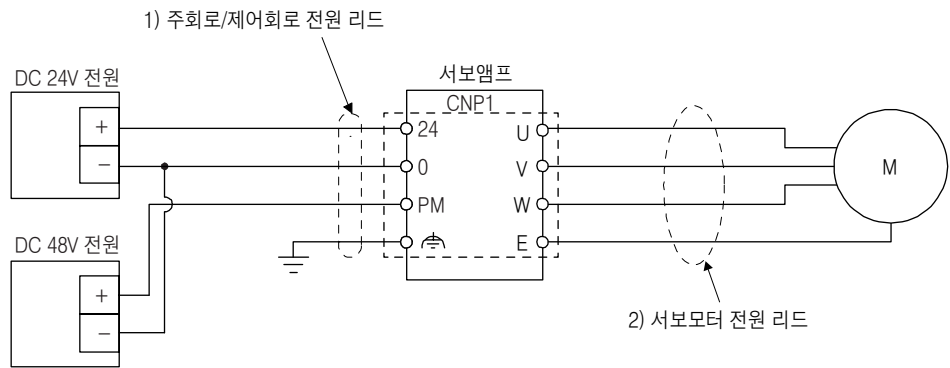 1) 주회로/제어회로 전원 리드
DC 24V 전원
서보앰프
CNP1
+
24
U
−
0
V
M
PM
W
DC 48V 전원
E
+
−
2) 서보모터 전원 리드